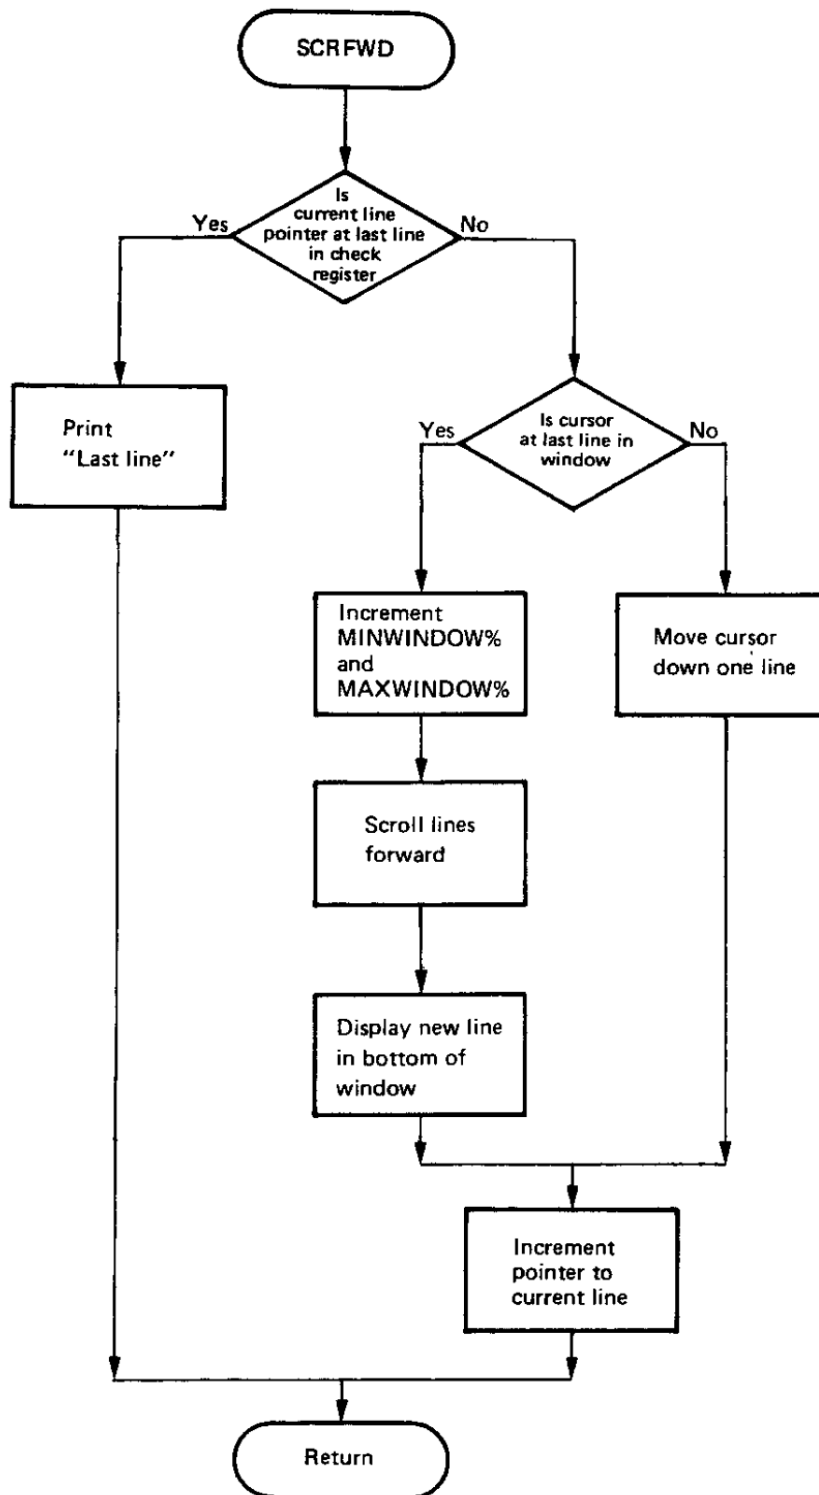 SCRFWD
Is
current line
pointer at last line
in check
register
Yes
No
Print
“Last line”
Is cursor
at last line in
window
Yes
No
Increment
MINWINDOW%
and
MAXWINDOW%
Move cursor
down one line
Scroll lines
forward
Display new line
in bottom of
window
Increment
pointer to
current line
Return